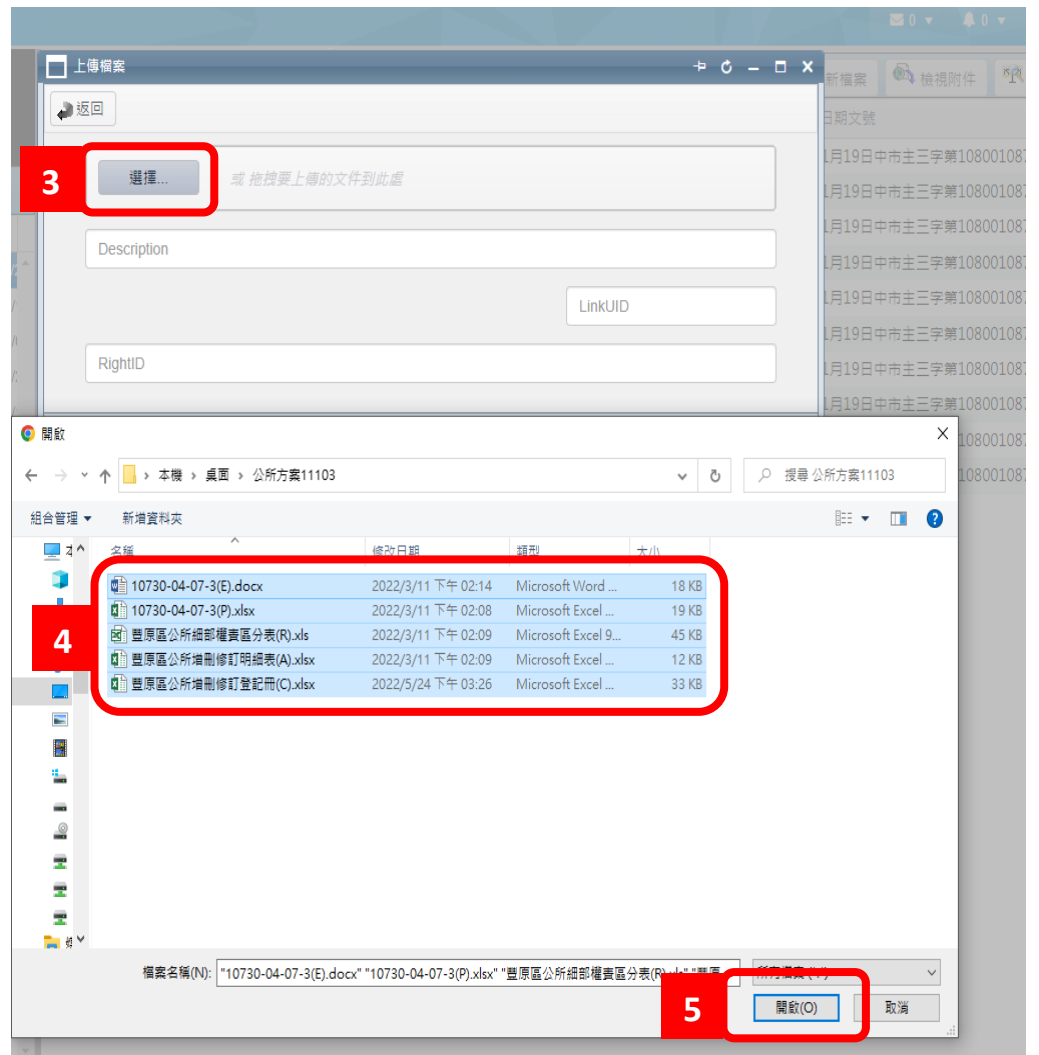 0 0
上傳檔案
新檔案 檢視附件
返回
日期文號
3
選擇... 或 拖拽要上傳的文件到此處
1月19日中市主三字第108001087
1月19日中市主三字第108001087
1月19日中市主三字第108001087
1月19日中市主三字第108001087
1月19日中市主三字第108001087
1月19日中市主三字第108001087
1月19日中市主三字第108001087
1月19日中市主三字第108001087
108001087
108001087
Description
LinkUID
RightID
開啟
本機 › 桌面 › 公所方案11103
搜尋 公所方案11103
組合管理 新增資料夾
名稱 修改日期 類型 大小
4
10730-04-07-3(E).docx 2022/3/11 下午 02:14 Microsoft Word ... 18 KB
10730-04-07-3(P).xlsx 2022/3/11 下午 02:08 Microsoft Excel ... 19 KB
豐原區公所細部權責區分表(R).xls 2022/3/11 下午 02:09 Microsoft Excel 9... 45 KB
豐原區公所增刪修訂明細表(A).xlsx 2022/3/11 下午 02:09 Microsoft Excel ... 12 KB
豐原區公所增刪修訂登記冊(C).xlsx 2022/5/24 下午 03:26 Microsoft Excel ... 33 KB
檔案名稱(N): "10730-04-07-3(E).docx" "10730-04-07-3(P).xlsx" "豐原區公所細部權責區分表(R).xls" "豐原
所有檔案 (*.*)
5
開啟(O) 取消